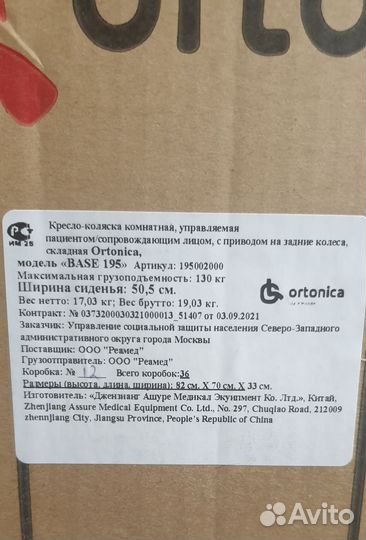 ortonica
РСТ
ИМ 25
Кресло-коляска комнатная, управляемая
пациентом/сопровождающим лицом, с приводом на задние колеса,
складная Ortonica,
модель «BASE 195» Артикул: 195002000
Максимальная грузоподъемность: 130 кг
Ширина сиденья: 50,5 см.
Вес нетто: 17,03 кг; Вес брутто: 19,03 кг.
Контракт: № 0373200030321000013_51407 от 03.09.2021
Заказчик: Управление социальной защиты населения Северо-Западного
административного округа города Москвы
Поставщик: ООО "Реамед"
Грузоотправитель: ООО "Реамед"
Коробка: № 12 Всего коробок:36
Размеры (высота, длина, ширина): 82 см. X 70 см. X 33 см.
Изготовитель: «Джензианг Ашуре Медикал Экуипмент Ко. Лтд.», Китай,
Zhenjiang Assure Medical Equipment Co. Ltd., No. 297, Chuqiao Road, 212009
zhennjiang City, Jiangsu Province, People's Republic of China
Avito